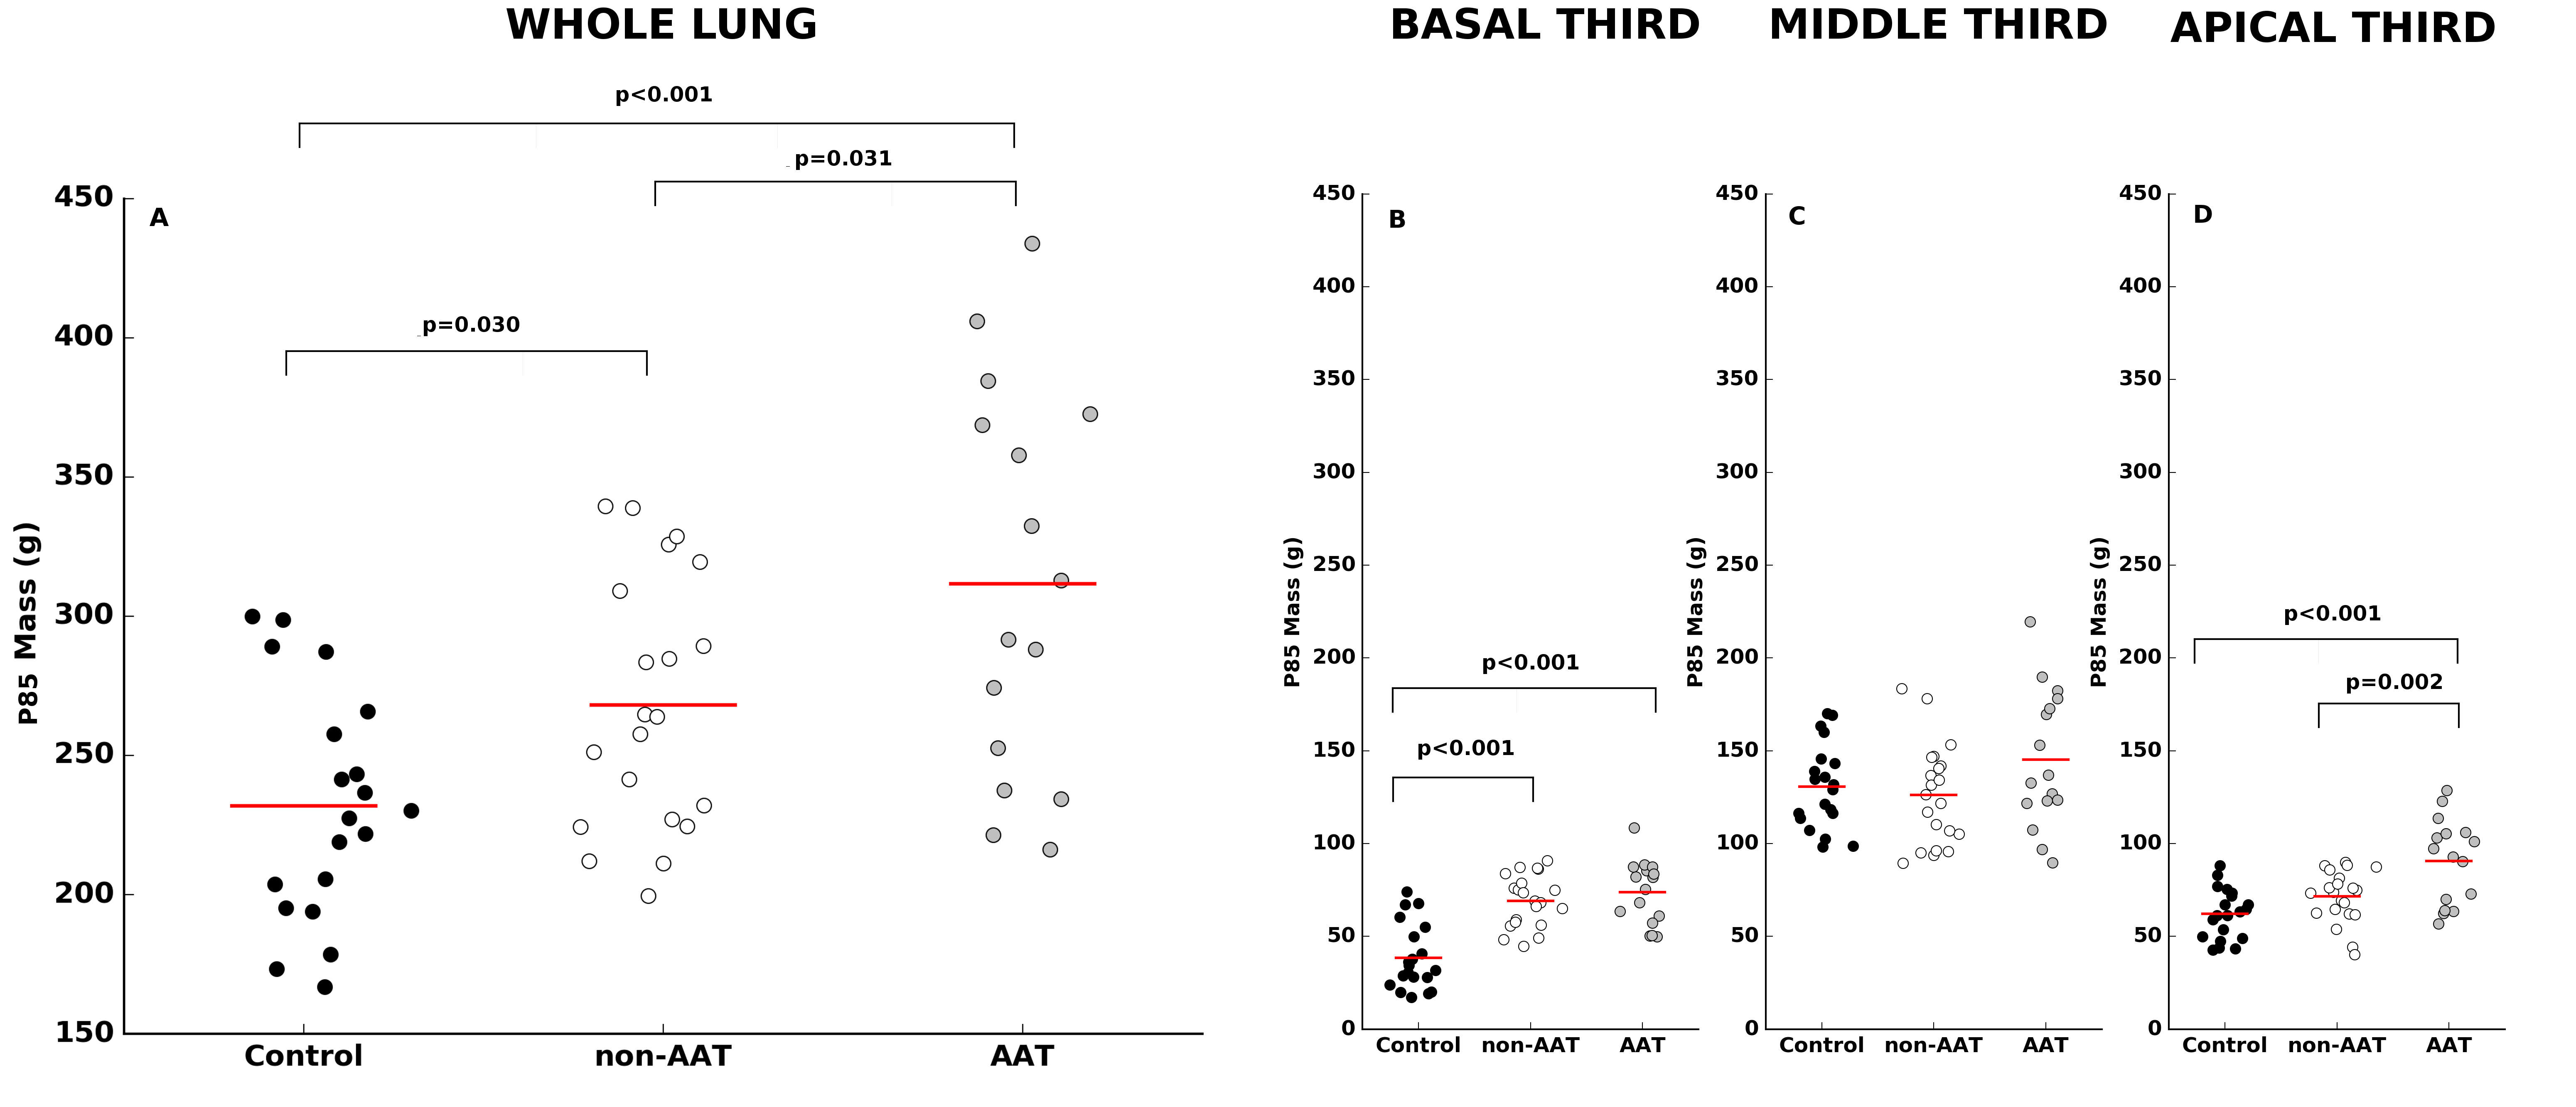 WHOLE LUNG
BASAL THIRD
MIDDLE THIRD
APICAL THIRD
p<0.001
p=0.031
p=0.030
A
450
400
350
300
250
200
150
P85 Mass (g)
Control
non-AAT
AAT
B
450
400
350
300
250
200
150
100
50
0
P85 Mass (g)
p<0.001
p<0.001
Control
non-AAT
AAT
C
450
400
350
300
250
200
150
100
50
0
P85 Mass (g)
Control
non-AAT
AAT
D
450
400
350
300
250
200
150
100
50
0
P85 Mass (g)
p<0.001
p=0.002
Control
non-AAT
AAT